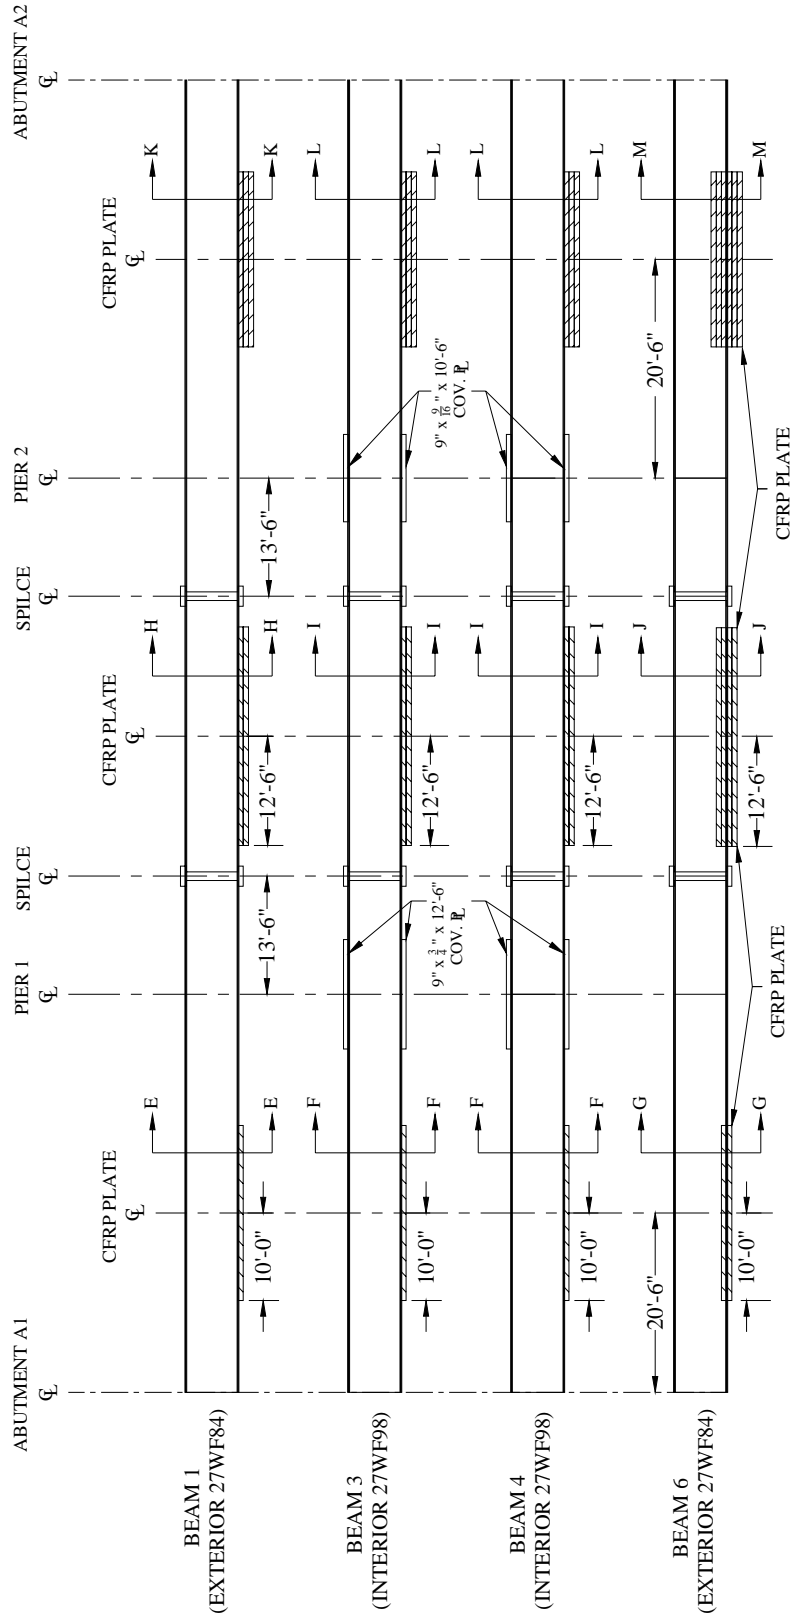 ABUTMENT A1
PIER 1
SPILCE
SPILCE
PIER 2
ABUTMENT A2
℄
℄
℄
℄
℄
℄
CFRP PLATE
℄
CFRP PLATE
℄
CFRP PLATE
℄
BEAM 1
(EXTERIOR 27WF84)
E
E
H
H
K
K
10'-0"
13'-6"
12'-6"
13'-6"
BEAM 3
(INTERIOR 27WF98)
F
F
I
I
L
L
10'-0"
12'-6"
9" x 3/4" x 12'-6"
COV. PL
9" x 9/16" x 10'-6"
COV. PL
BEAM 4
(INTERIOR 27WF98)
F
F
I
I
L
L
10'-0"
12'-6"
BEAM 6
(EXTERIOR 27WF84)
G
G
J
J
M
M
20'-6"
20'-6"
10'-0"
12'-6"
CFRP PLATE
CFRP PLATE